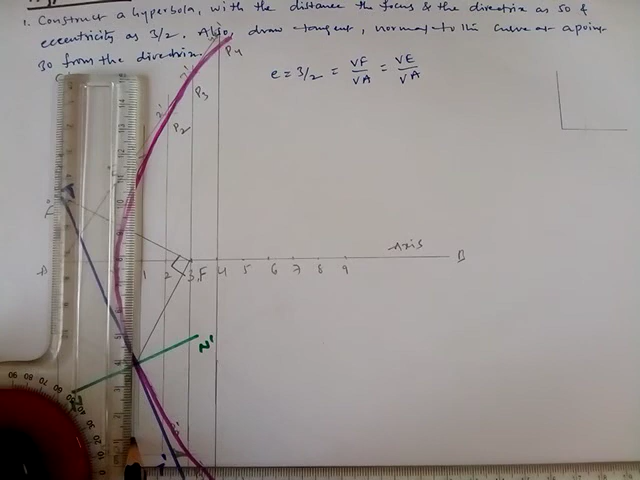 1. Construct a hyperbola, with the distance the focus & the directrix as 50 &
eccentricity as 3/2. Also, draw tangent, normal to the curve at a point
30 from the directrix.
e = 3/2 = VF/VA = VE/VA
P4
P3
P2
Axis
B
1 2 3,F 4 5 6 7 8 9
T
N'